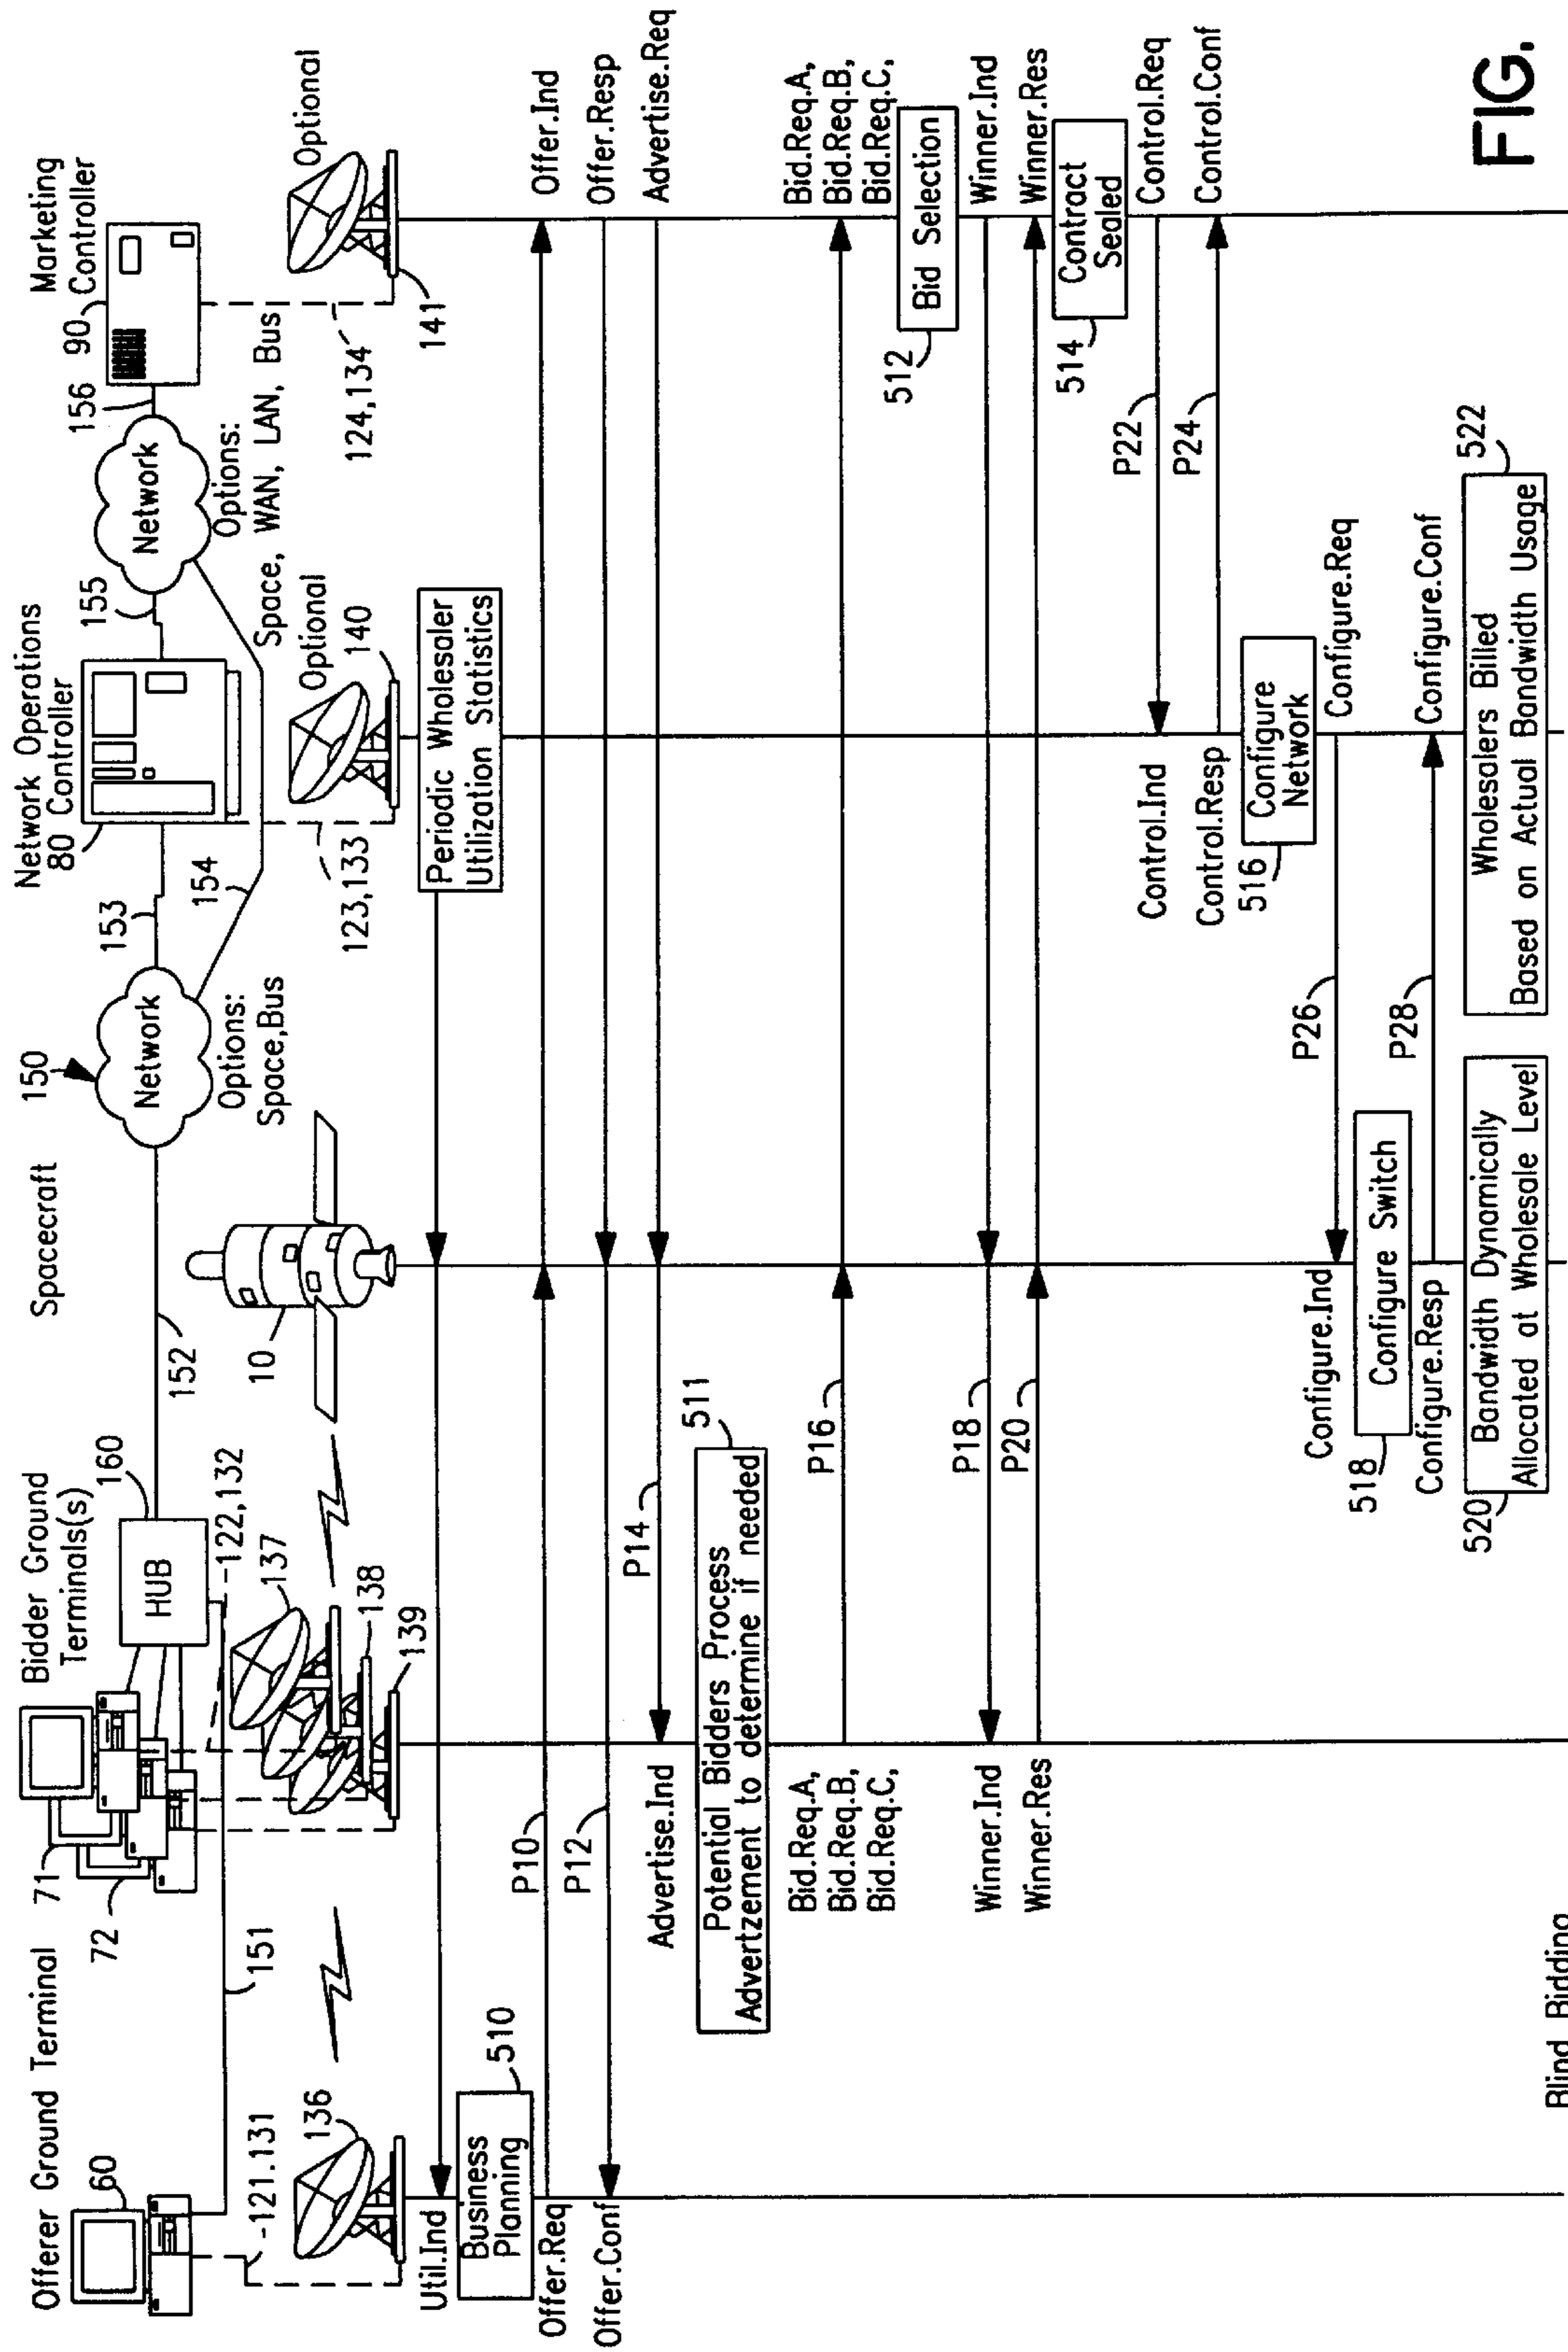 Offerer Ground Terminal
60
-121.131
136
Bidder Ground
Terminals(s)
71
72
HUB
160
-122,132
137
138
139
151
152
Spacecraft
10
150
Network
Options:
Space,Bus
153
154
Network Operations
80 Controller
Optional
140
123,133
155
Network
Options:
Space, WAN, LAN, Bus
156
90
Marketing
Controller
Optional
124,134
141
Util.Ind
Periodic Wholesaler
Utilization Statistics
Business
Planning
510
Offer.Req
P10
Offer.Ind
Offer.Conf
P12
Offer.Resp
Advertise.Ind
P14
Advertise.Req
Potential Bidders Process
Advertzement to determine if needed
511
Bid.Req.A,
Bid.Req.B,
Bid.Req.C,
P16
Bid.Req.A,
Bid.Req.B,
Bid.Req.C,
Bid Selection
512
Winner.Ind
P18
Winner.Ind
Winner.Res
P20
Winner.Res
Contract
Sealed
514
Control.Ind
P22
Control.Req
Control.Resp
P24
Control.Conf
Configure
Network
516
Configure.Ind
P26
Configure.Req
Configure Switch
518
Configure.Resp
P28
Configure.Conf
Bandwidth Dynamically
Allocated at Wholesale Level
520
Wholesalers Billed
Based on Actual Bandwidth Usage
522
Blind Bidding
FIG.